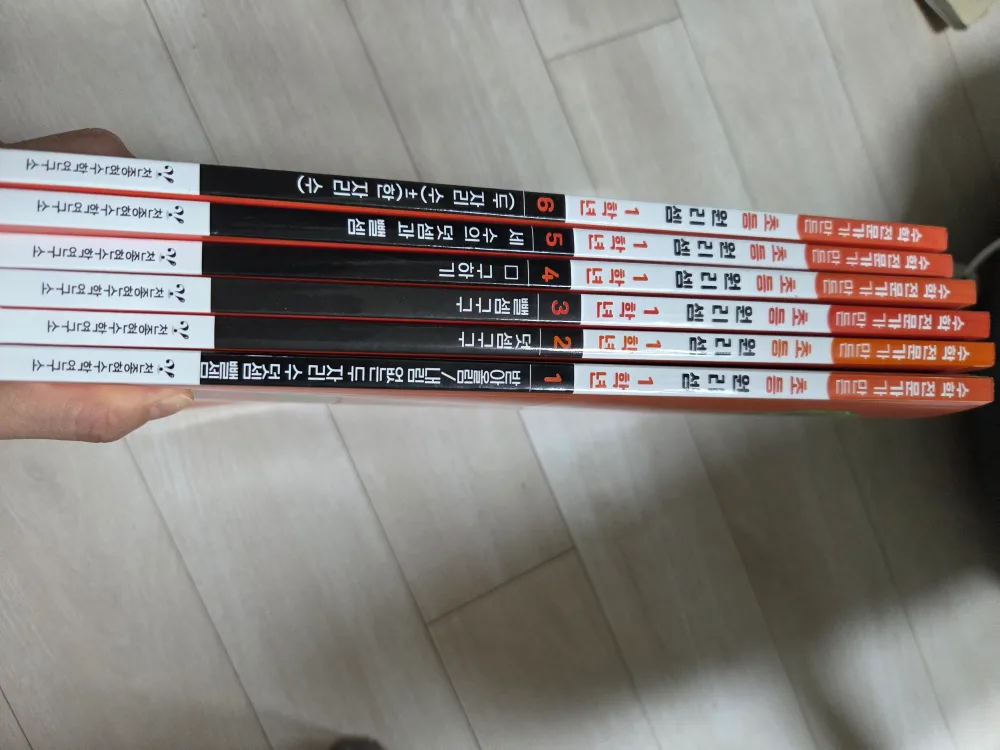 수학전문가가 만든 초등 원리셈 1학년 6 (두 자리 수)±(한 자리 수) 천종현수학연구소
수학전문가가 만든 초등 원리셈 1학년 5 세 수의 덧셈과 뺄셈 천종현수학연구소
수학전문가가 만든 초등 원리셈 1학년 4 □ 구하기 천종현수학연구소
수학전문가가 만든 초등 원리셈 1학년 3 뺄셈구구 천종현수학연구소
수학전문가가 만든 초등 원리셈 1학년 2 덧셈구구 천종현수학연구소
수학전문가가 만든 초등 원리셈 1학년 1 받아올림/내림 없는 두 자리 수 덧셈 뺄셈 천종현수학연구소